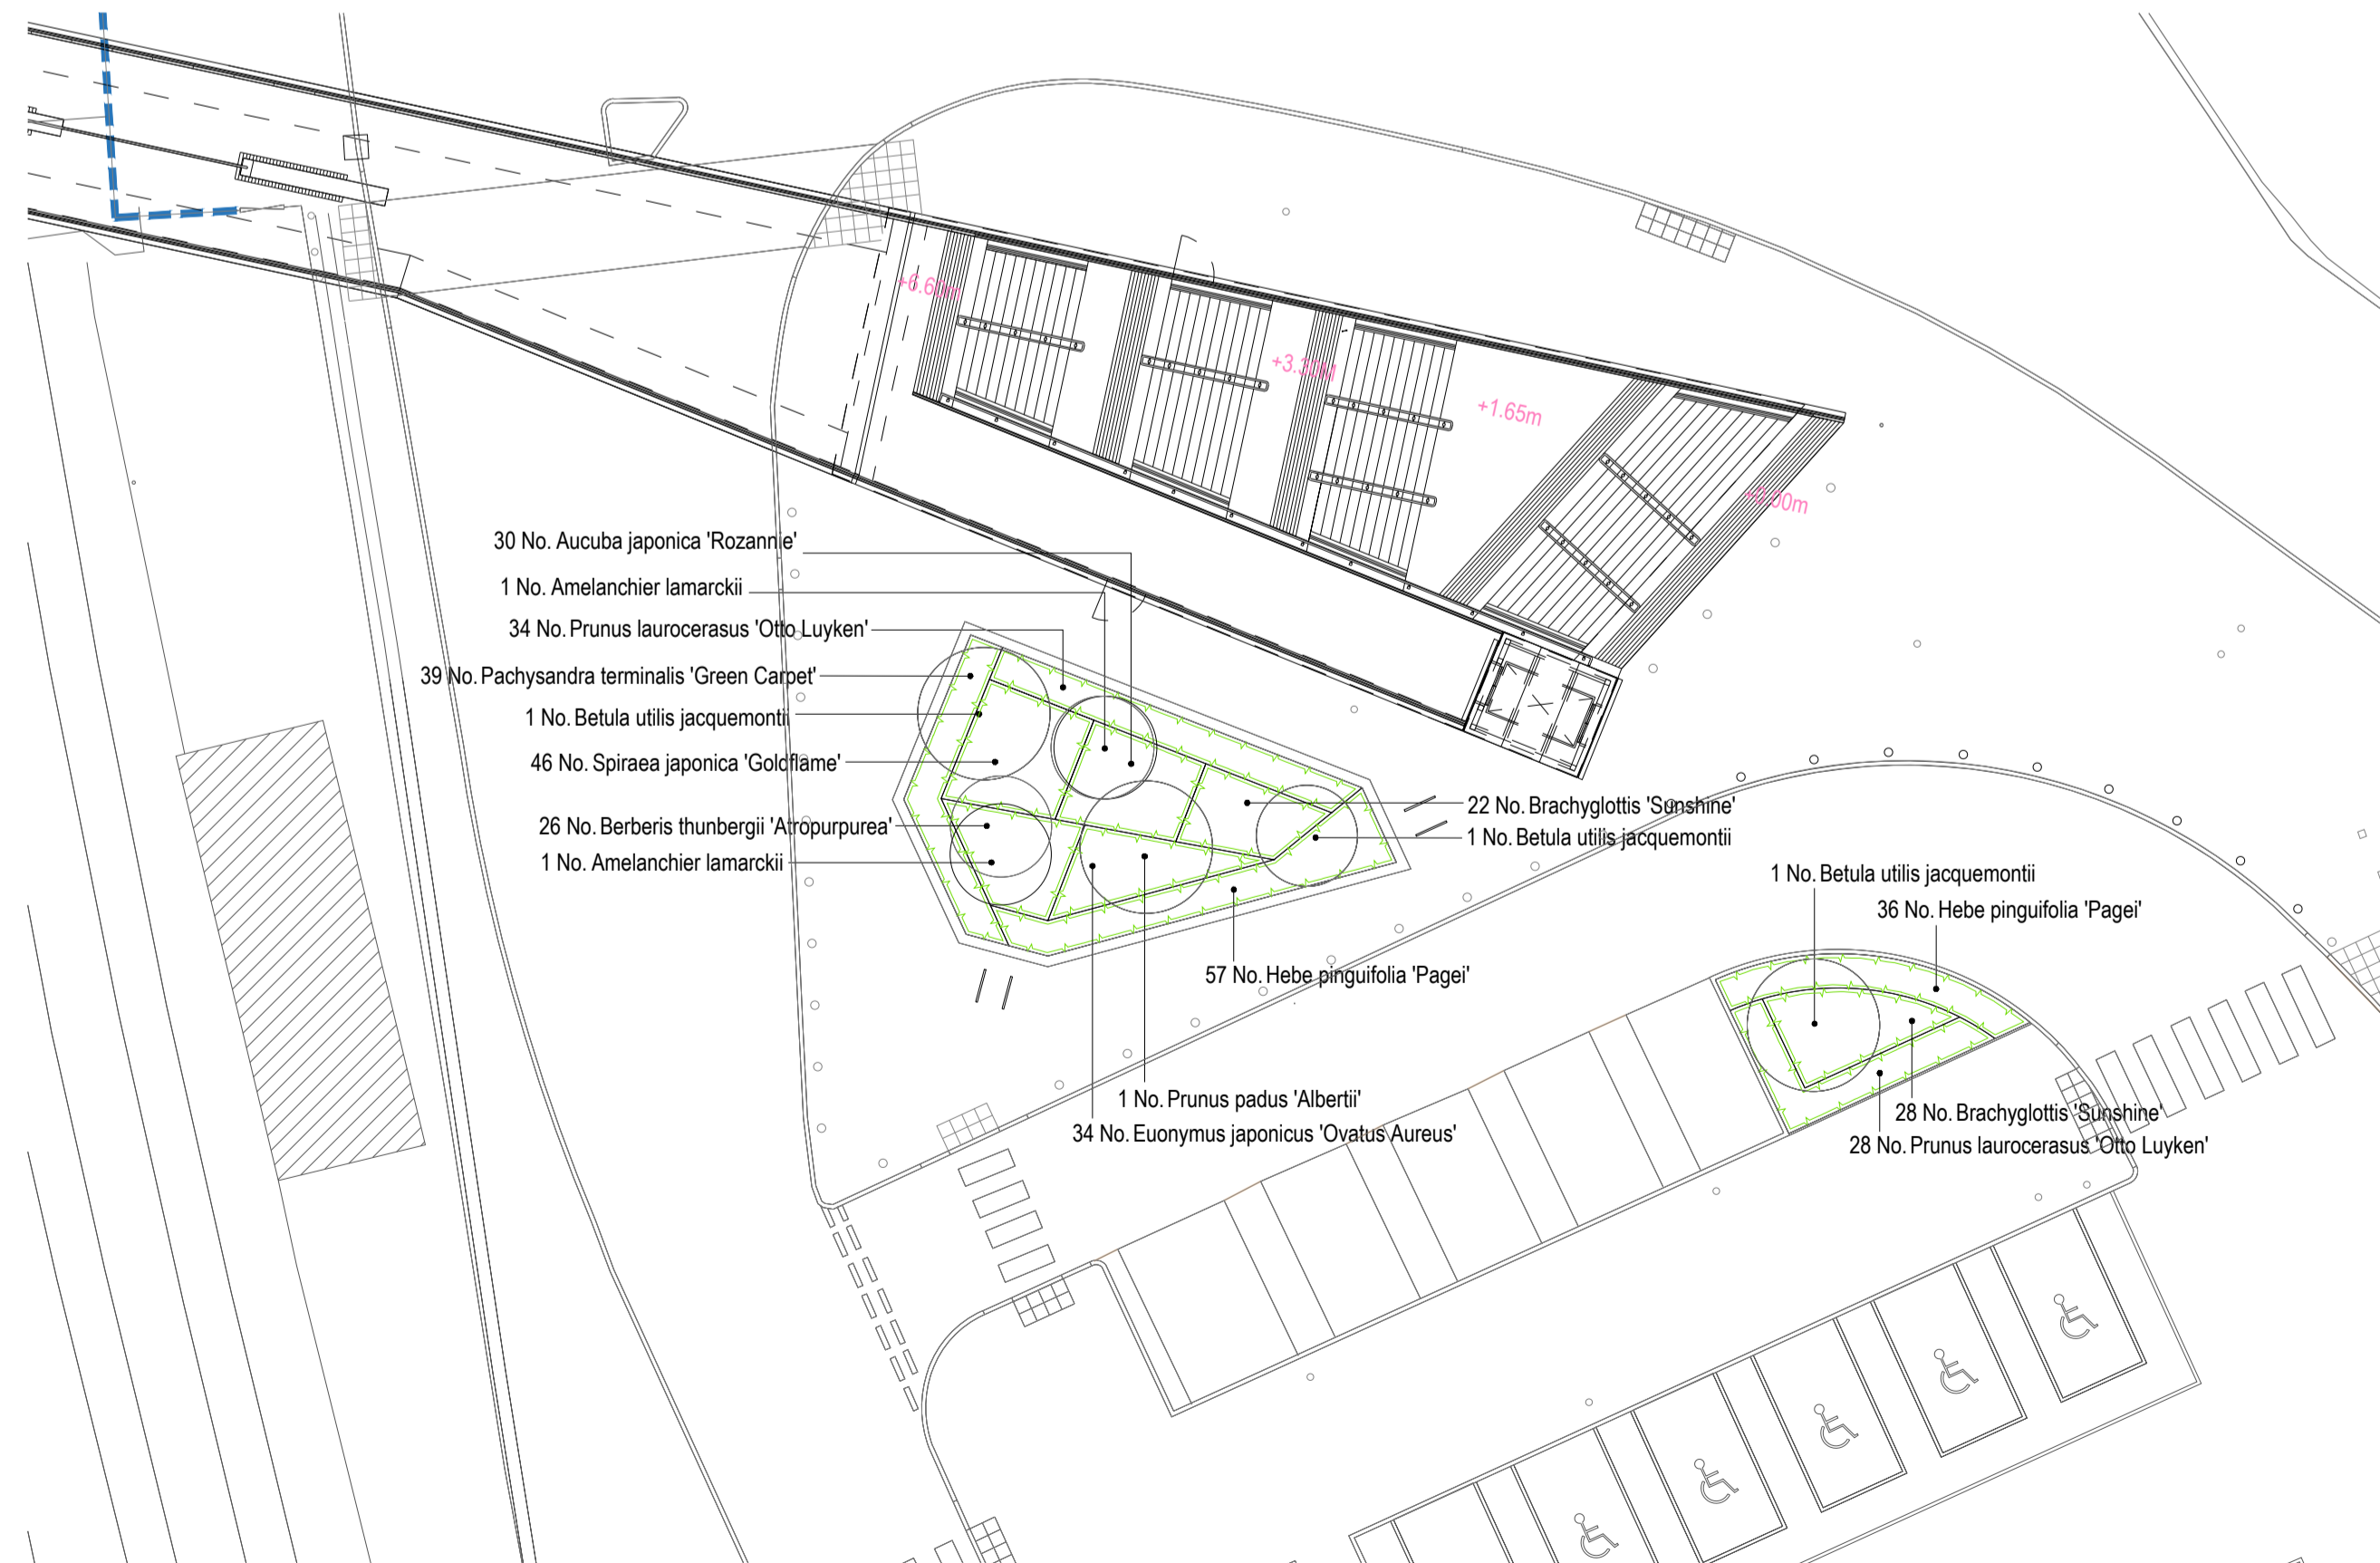 +6.60m
+3.30M
+1.65m
+0.00m
30 No. Aucuba japonica 'Rozannie'
1 No. Amelanchier lamarckii
34 No. Prunus laurocerasus 'Otto Luyken'
39 No. Pachysandra terminalis 'Green Carpet'
1 No. Betula utilis jacquemontii
46 No. Spiraea japonica 'Goldflame'
26 No. Berberis thunbergii 'Atropurpurea'
1 No. Amelanchier lamarckii
22 No. Brachyglottis 'Sunshine'
1 No. Betula utilis jacquemontii
57 No. Hebe pinguifolia 'Pagei'
1 No. Prunus padus 'Albertii'
34 No. Euonymus japonicus 'Ovatus Aureus'
1 No. Betula utilis jacquemontii
36 No. Hebe pinguifolia 'Pagei'
28 No. Brachyglottis 'Sunshine'
28 No. Prunus laurocerasus 'Otto Luyken'